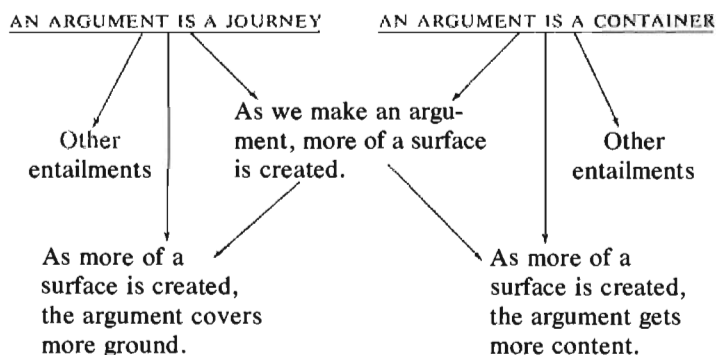 AN ARGUMENT IS A JOURNEY
AN ARGUMENT IS A CONTAINER
As we make an argu-
ment, more of a surface
is created.
Other
entailments
Other
entailments
As more of a
surface is created,
the argument covers
more ground.
As more of a
surface is created,
the argument gets
more content.